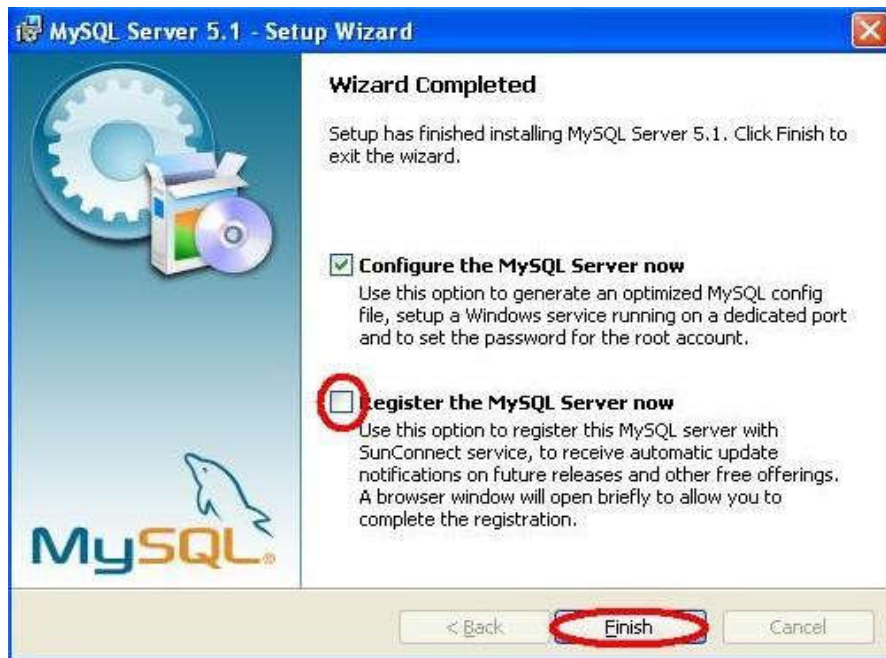 MySQL Server 5.1 - Setup Wizard
Wizard Completed
Setup has finished installing MySQL Server 5.1. Click Finish to
exit the wizard.
Configure the MySQL Server now
Use this option to generate an optimized MySQL config
file, setup a Windows service running on a dedicated port
and to set the password for the root account.
Register the MySQL Server now
Use this option to register this MySQL server with
SunConnect service, to receive automatic update
notifications on future releases and other free offerings.
A browser window will open briefly to allow you to
complete the registration.
MySQL®
< Back
Finish
Cancel